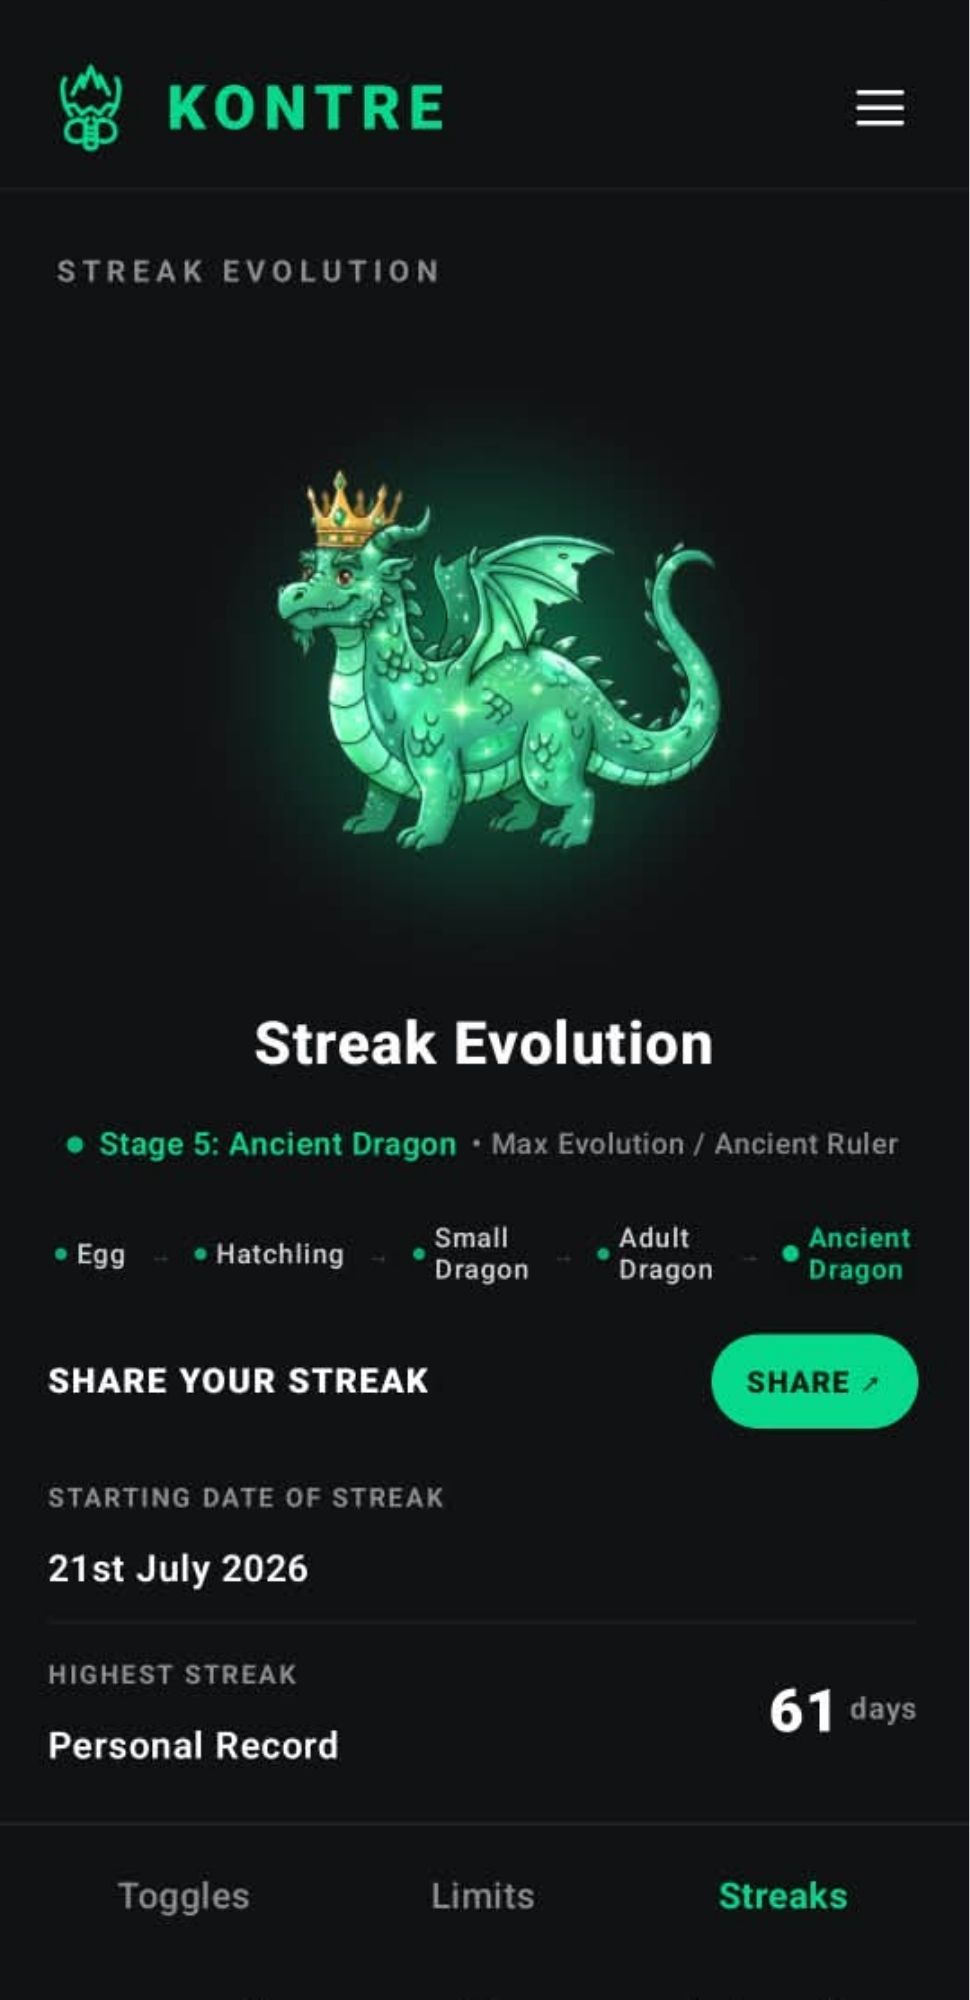 KONTRE
STREAK EVOLUTION
Streak Evolution
Stage 5: Ancient Dragon • Max Evolution / Ancient Ruler
Egg → Hatchling → Small Dragon → Adult Dragon → Ancient Dragon
SHARE YOUR STREAK
SHARE ↗
STARTING DATE OF STREAK
21st July 2026
HIGHEST STREAK
61 days
Personal Record
Toggles Limits Streaks